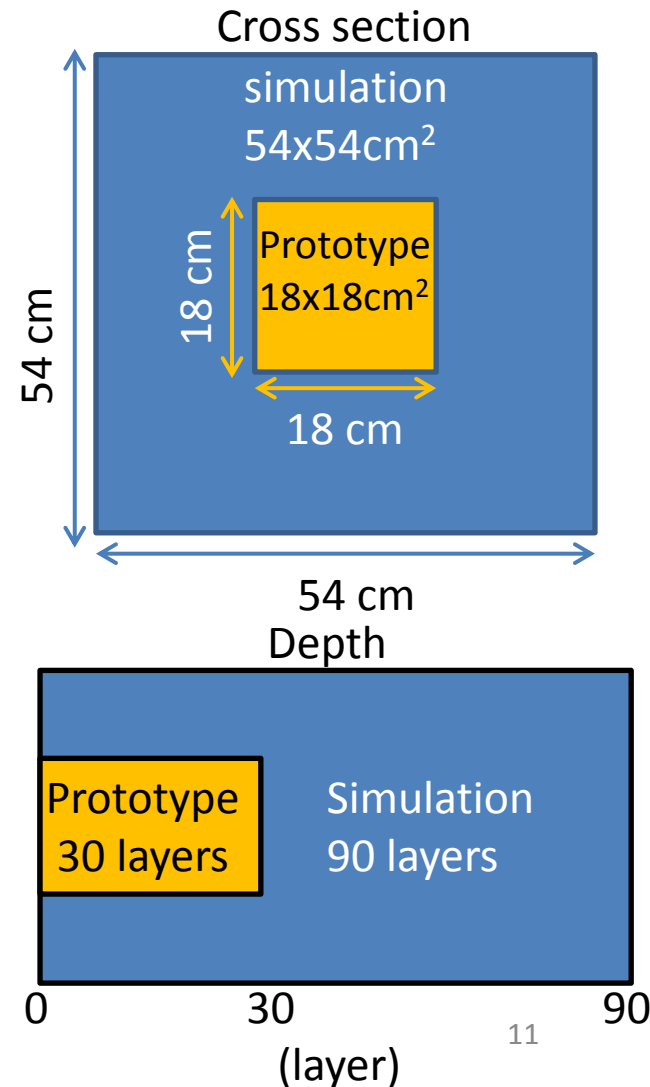 Cross section
simulation
54x54cm²
54 cm
18 cm
Prototype
18x18cm²
18 cm
54 cm
Depth
Prototype
30 layers
Simulation
90 layers
0 30 90
(layer)
11